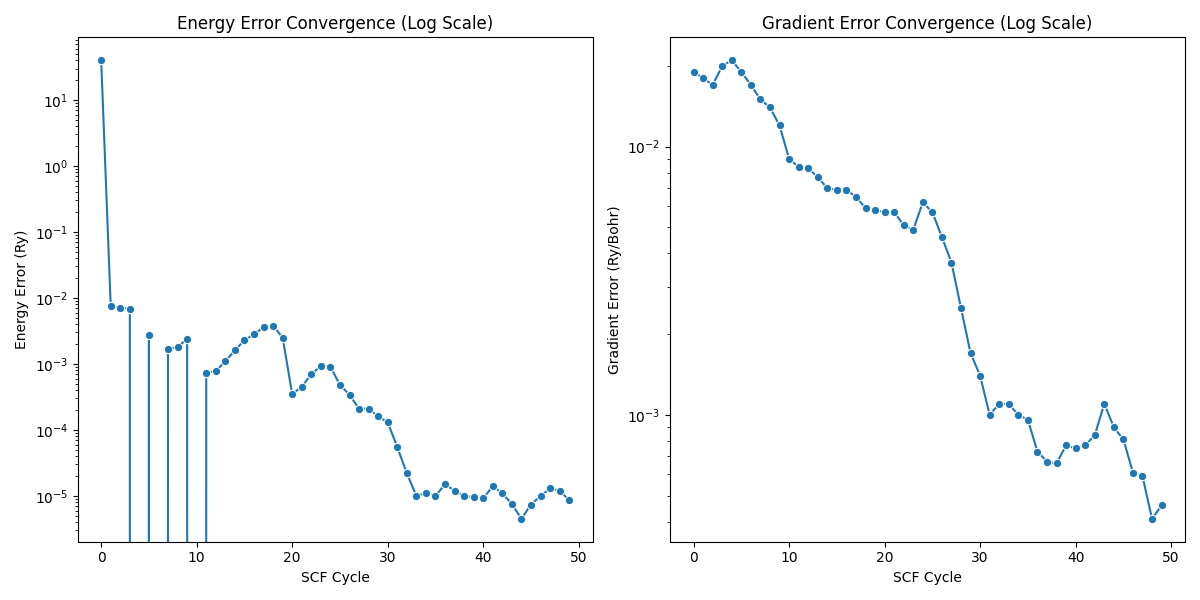 Energy Error Convergence (Log Scale)
Energy Error (Ry)
10¹
10⁰
10⁻¹
10⁻²
10⁻³
10⁻⁴
10⁻⁵
0 10 20 30 40 50
SCF Cycle
Gradient Error Convergence (Log Scale)
Gradient Error (Ry/Bohr)
10⁻²
10⁻³
0 10 20 30 40 50
SCF Cycle